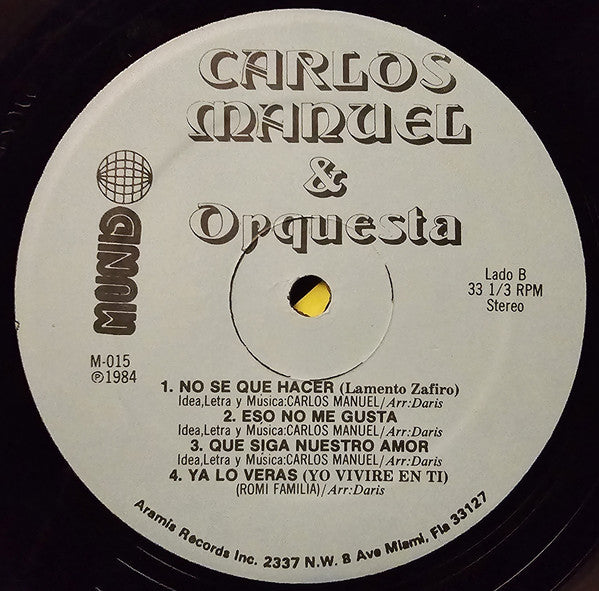 CARLOS
MANUEL
&
Orquesta
MUNDO
Lado B
33 1/3 RPM
Stereo
M-015
℗1984
1. NO SE QUE HACER (Lamento Zafiro)
Idea,Letra y Música:CARLOS MANUEL/Arr:Daris
2. ESO NO ME GUSTA
Idea,Letra y Música:CARLOS MANUEL/Arr:Daris
3. QUE SIGA NUESTRO AMOR
Idea,Letra y Música:CARLOS MANUEL/Arr:Daris
4. YA LO VERAS (YO VIVIRE EN TI)
(ROMI FAMILIA)/Arr:Daris
Aramis Records Inc. 2337 N.W. 8 Ave Miami, Fla 33127